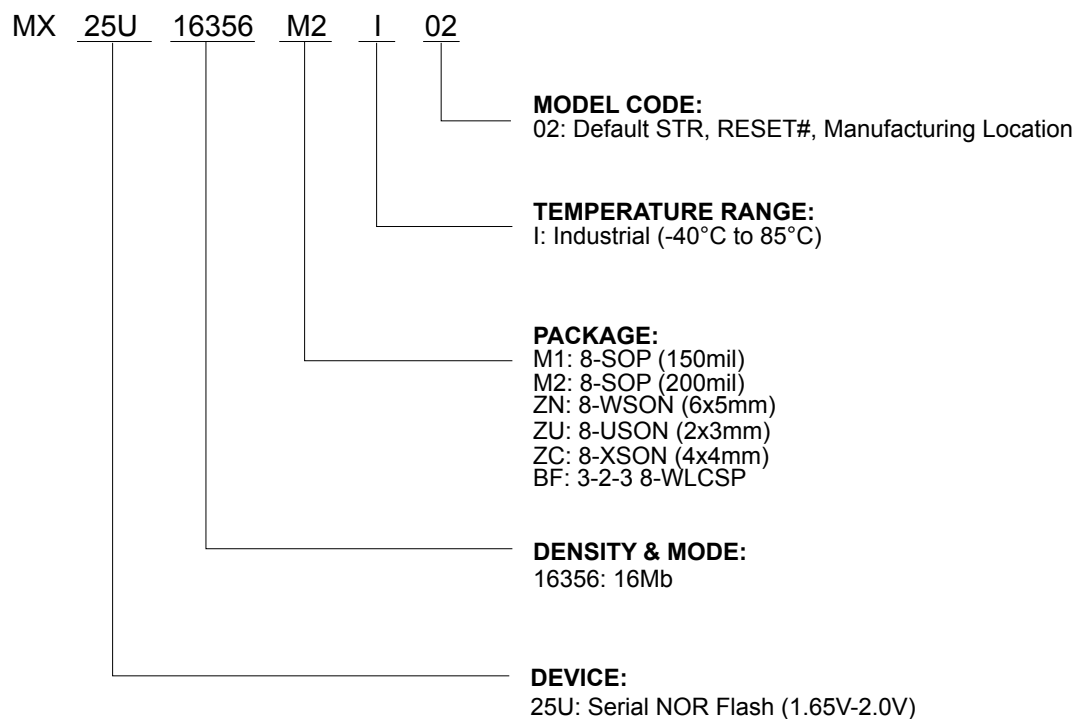 MX 25U 16356 M2 I 02
MODEL CODE:
02: Default STR, RESET#, Manufacturing Location
TEMPERATURE RANGE:
I: Industrial (-40°C to 85°C)
PACKAGE:
M1: 8-SOP (150mil)
M2: 8-SOP (200mil)
ZN: 8-WSON (6x5mm)
ZU: 8-USON (2x3mm)
ZC: 8-XSON (4x4mm)
BF: 3-2-3 8-WLCSP
DENSITY & MODE:
16356: 16Mb
DEVICE:
25U: Serial NOR Flash (1.65V-2.0V)